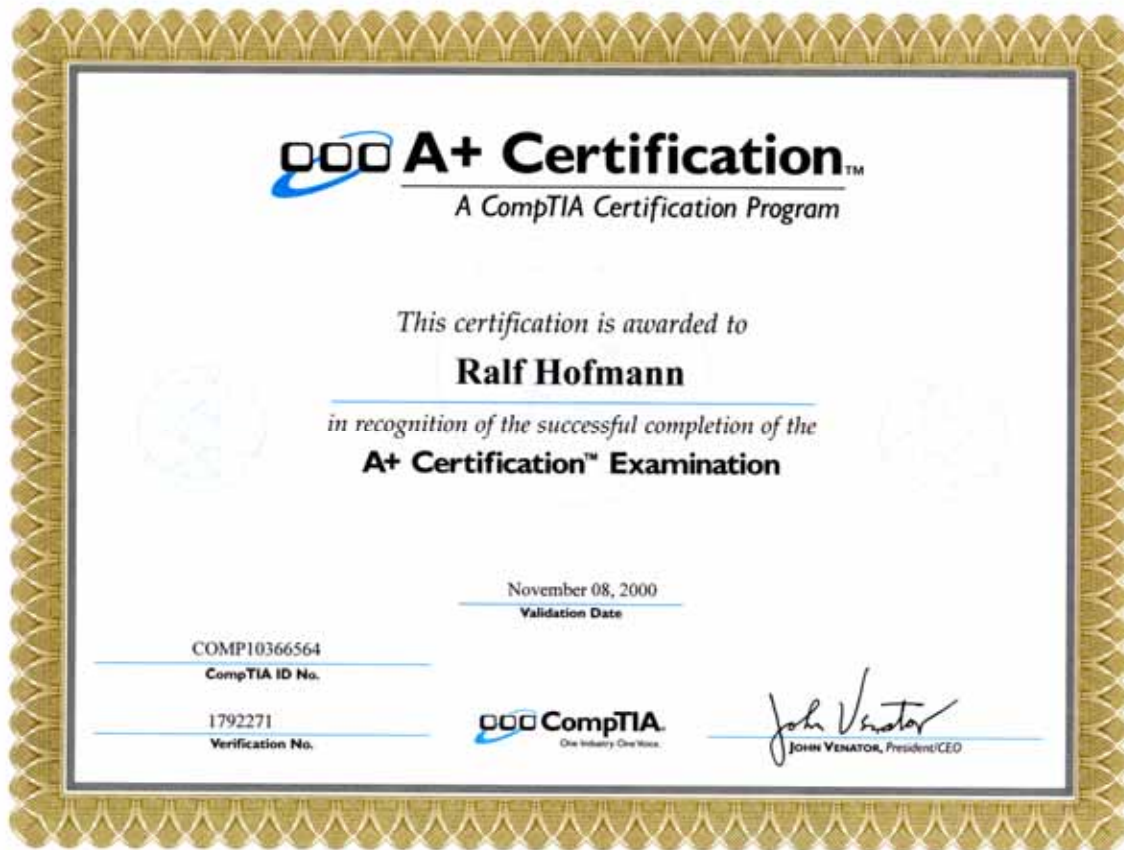 A+ Certification™
A CompTIA Certification Program
This certification is awarded to
Ralf Hofmann
in recognition of the successful completion of the
A+ Certification™ Examination
November 08, 2000
Validation Date
COMP10366564
CompTIA ID No.
1792271
Verification No.
CompTIA.
One Industry One Voice.
John Venator
JOHN VENATOR, President/CEO